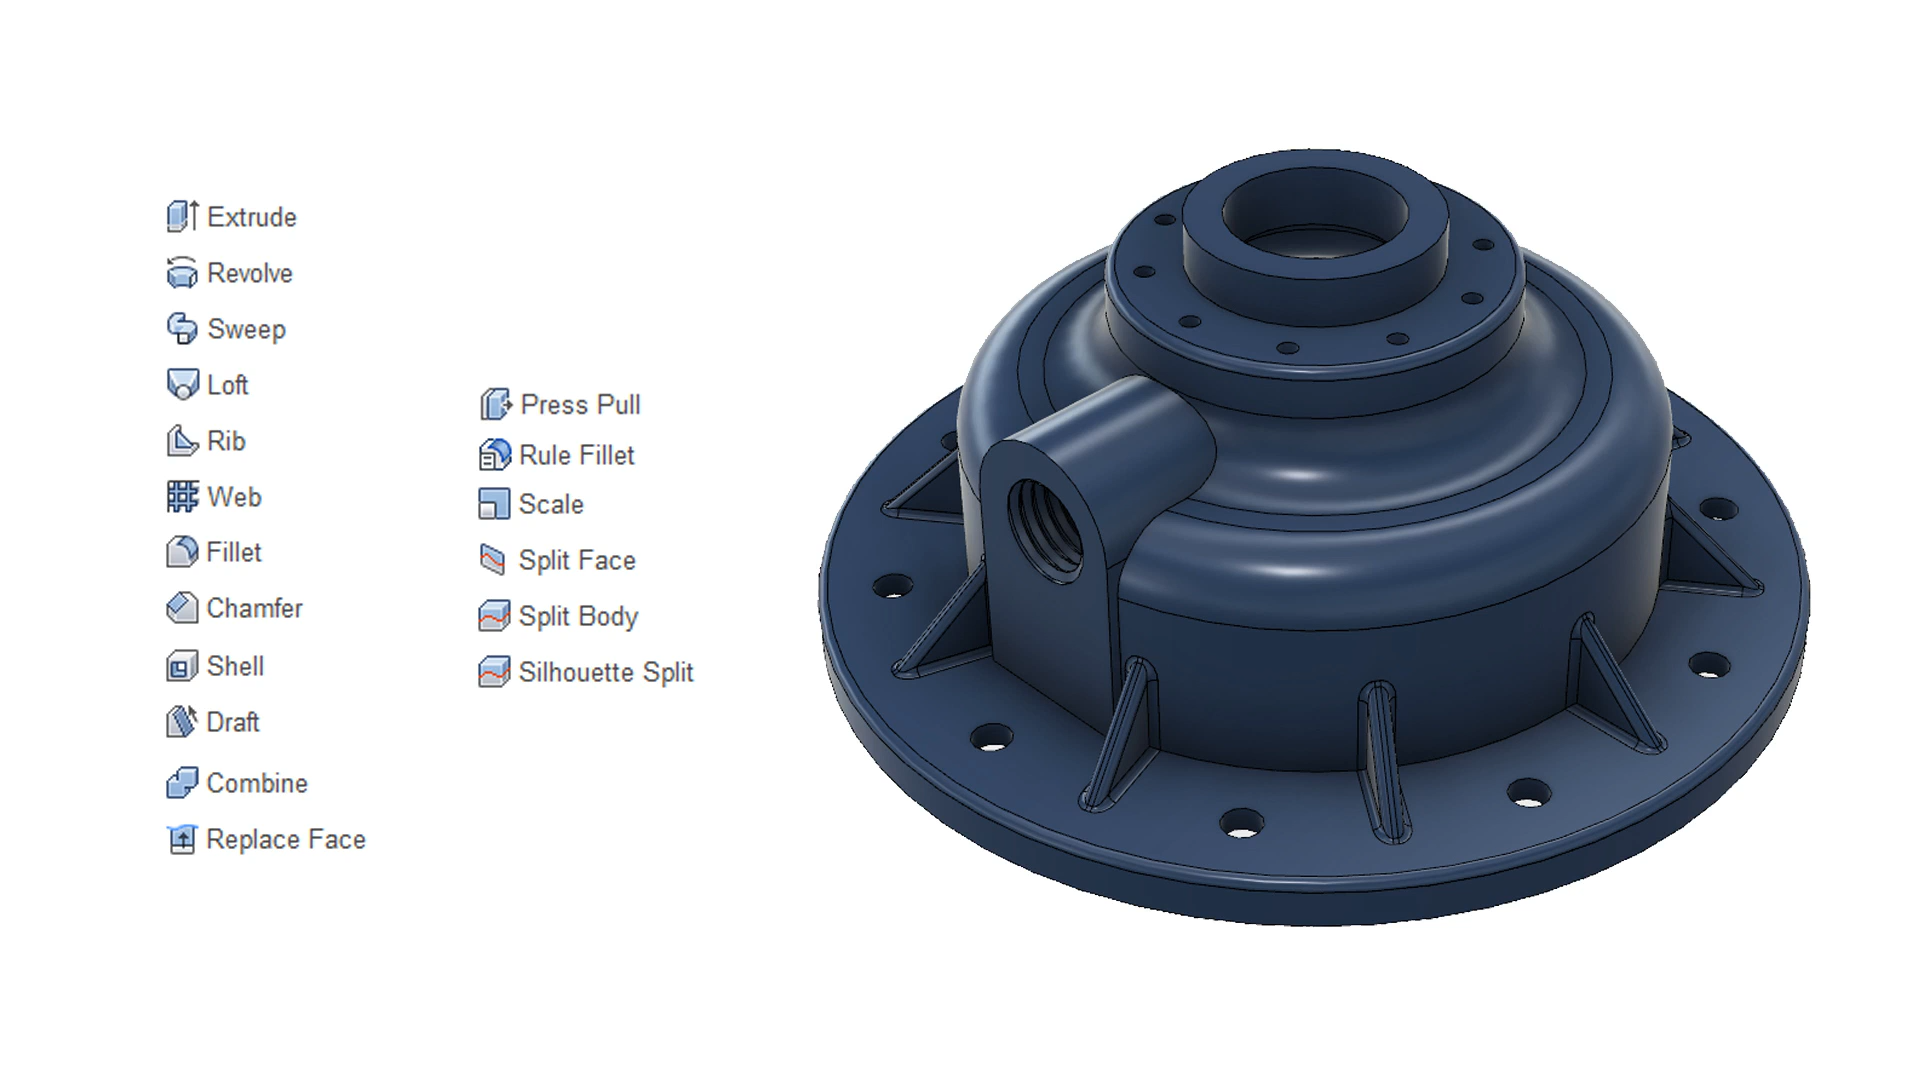 Extrude
Revolve
Sweep
Loft
Rib
Web
Fillet
Chamfer
Shell
Draft
Combine
Replace Face
Press Pull
Rule Fillet
Scale
Split Face
Split Body
Silhouette Split